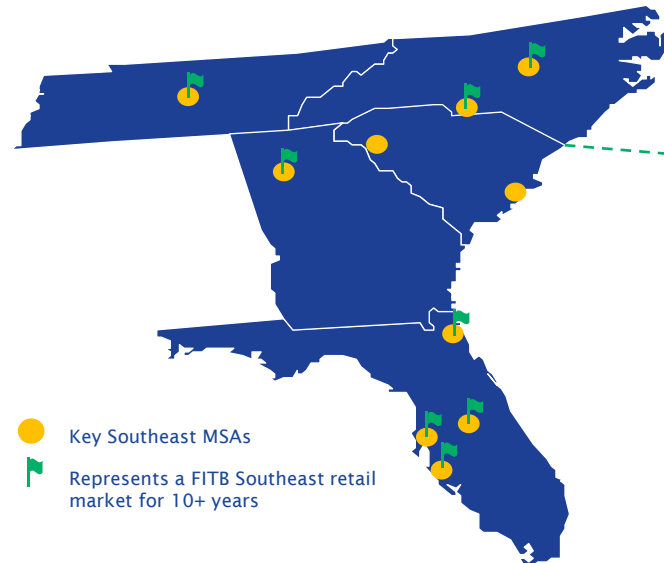 Key Southeast MSAs
Represents a FITB Southeast retail
market for 10+ years